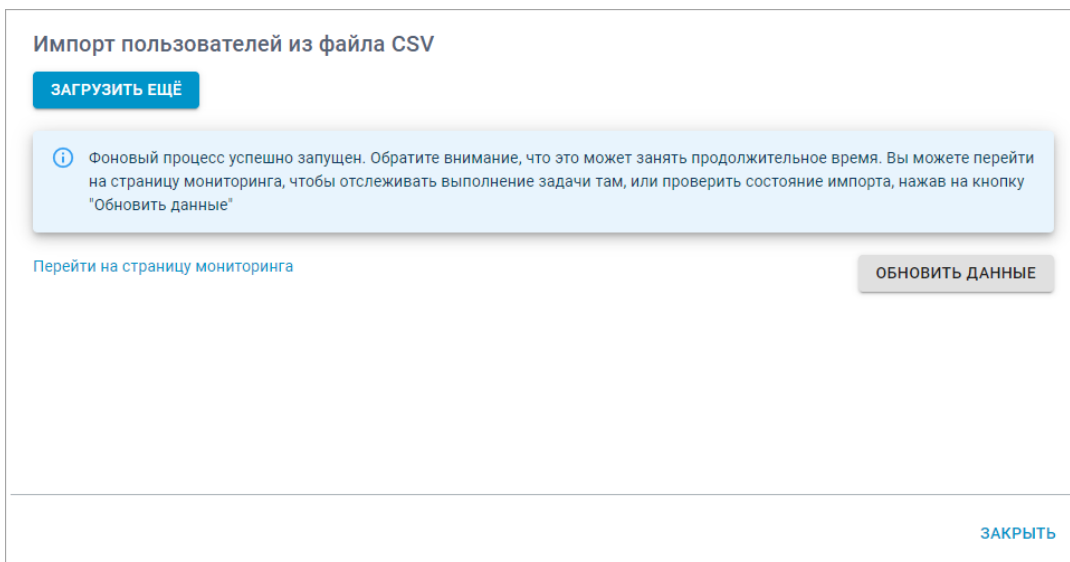 Импорт пользователей из файла CSV
ЗАГРУЗИТЬ ЕЩЁ
Фоновый процесс успешно запущен. Обратите внимание, что это может занять продолжительное время. Вы можете перейти
на страницу мониторинга, чтобы отслеживать выполнение задачи там, или проверить состояние импорта, нажав на кнопку
"Обновить данные"
Перейти на страницу мониторинга
ОБНОВИТЬ ДАННЫЕ
ЗАКРЫТЬ